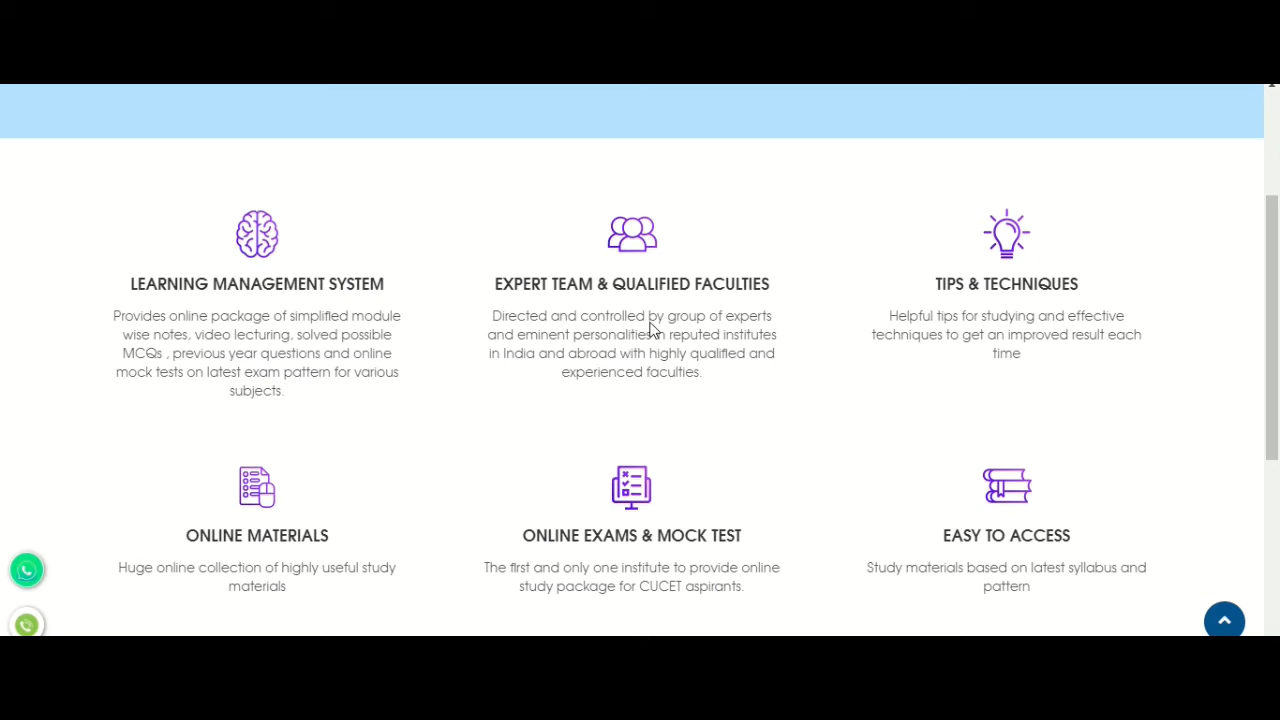 LEARNING MANAGEMENT SYSTEM
Provides online package of simplified module
wise notes, video lecturing, solved possible
MCQs , previous year questions and online
mock tests on latest exam pattern for various
subjects.
EXPERT TEAM & QUALIFIED FACULTIES
Directed and controlled by group of experts
and eminent personalities in reputed institutes
in India and abroad with highly qualified and
experienced faculties.
TIPS & TECHNIQUES
Helpful tips for studying and effective
techniques to get an improved result each
time
ONLINE MATERIALS
Huge online collection of highly useful study
materials
ONLINE EXAMS & MOCK TEST
The first and only one institute to provide online
study package for CUCET aspirants.
EASY TO ACCESS
Study materials based on latest syllabus and
pattern